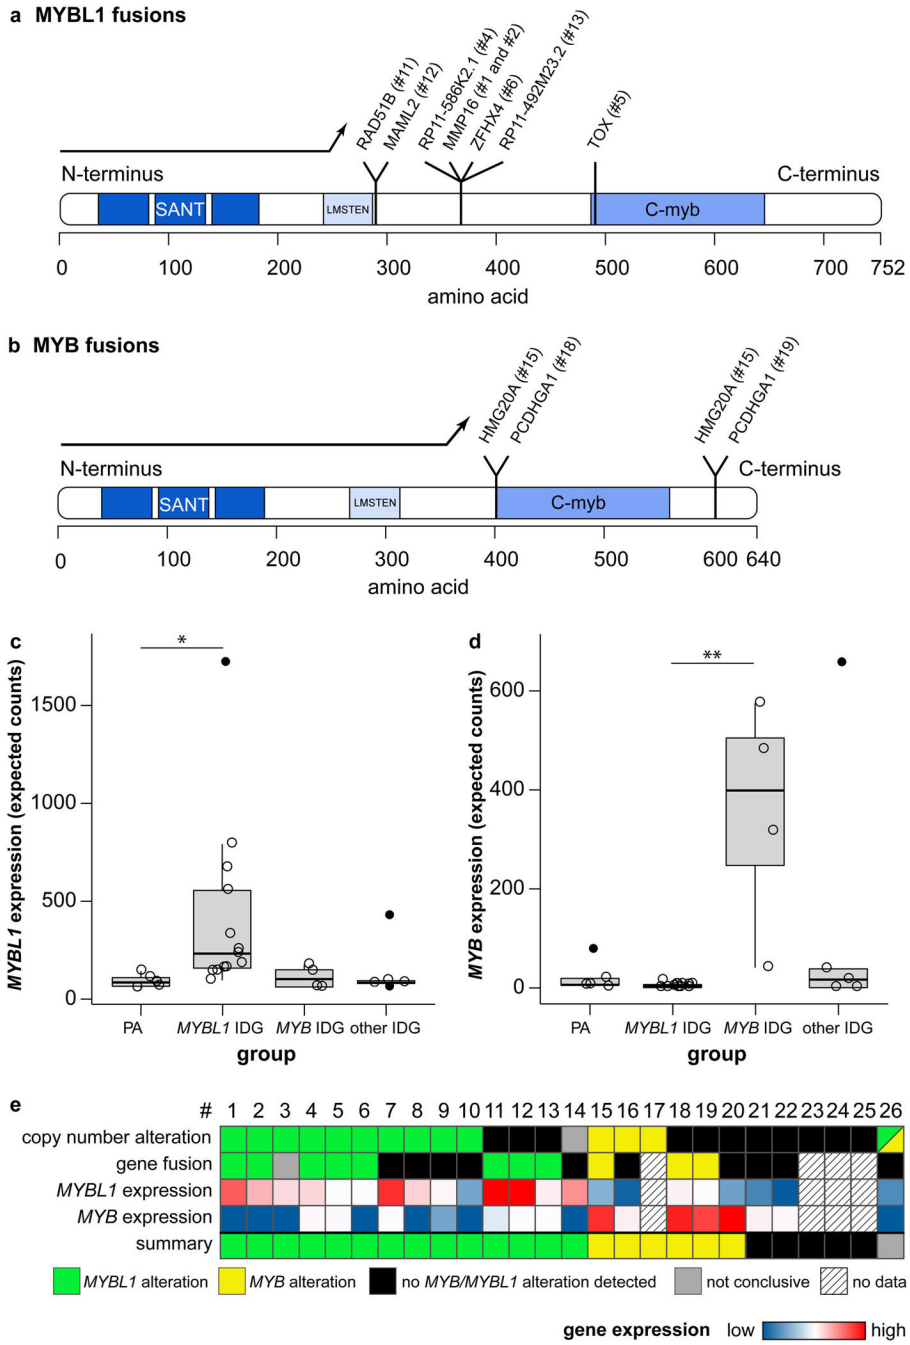 a MYBL1 fusions
RAD51B (#11)
MAML2 (#12)
RP11-586K2.1 (#4)
MMP16 (#1 and #2)
ZFHX4 (#6)
RP11-492M23.2 (#13)
TOX (#5)
N-terminus
C-terminus
SANT
LMSTEN
C-myb
0 100 200 300 400 500 600 700 752
amino acid
b MYB fusions
HMG20A (#15)
PCDHGA1 (#18)
HMG20A (#15)
PCDHGA1 (#19)
N-terminus
C-terminus
SANT
LMSTEN
C-myb
0 100 200 300 400 500 600 640
amino acid
c
MYBL1 expression (expected counts)
*
1500
1000
500
0
PA MYBL1 IDG MYB IDG other IDG
group
d
MYB expression (expected counts)
**
600
400
200
0
PA MYBL1 IDG MYB IDG other IDG
group
e
# 1 2 3 4 5 6 7 8 9 10 11 12 13 14 15 16 17 18 19 20 21 22 23 24 25 26
copy number alteration
gene fusion
MYBL1 expression
MYB expression
summary
MYBL1 alteration MYB alteration no MYB/MYBL1 alteration detected not conclusive no data
gene expression low high